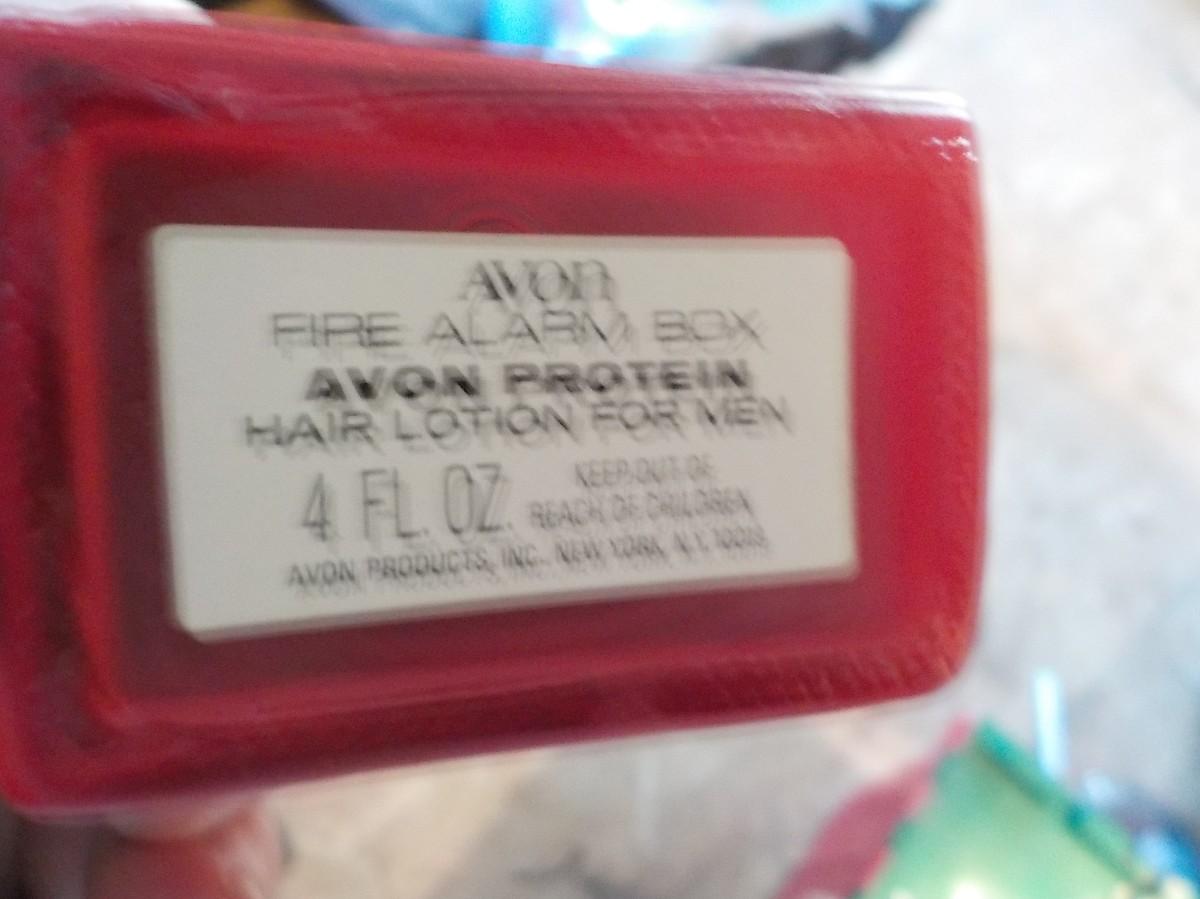 AVON
FIRE ALARM BOX
AVON PROTEIN
HAIR LOTION FOR MEN
4 FL. OZ.
KEEP OUT OF
REACH OF CHILDREN
AVON PRODUCTS, INC. NEW YORK, N.Y.